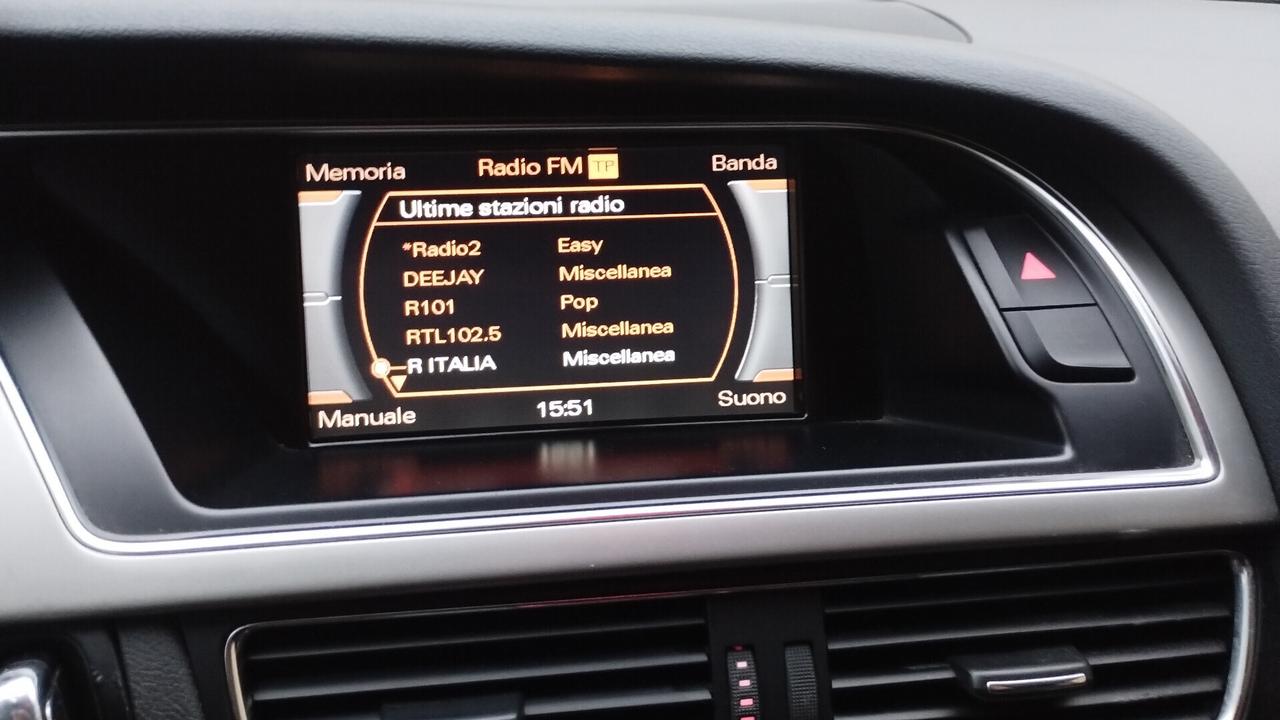 Memoria Radio FM TP Banda
Ultime stazioni radio
*Radio2 Easy
DEEJAY Miscellanea
R101 Pop
RTL102.5 Miscellanea
R ITALIA Miscellanea
Manuale 15:51 Suono